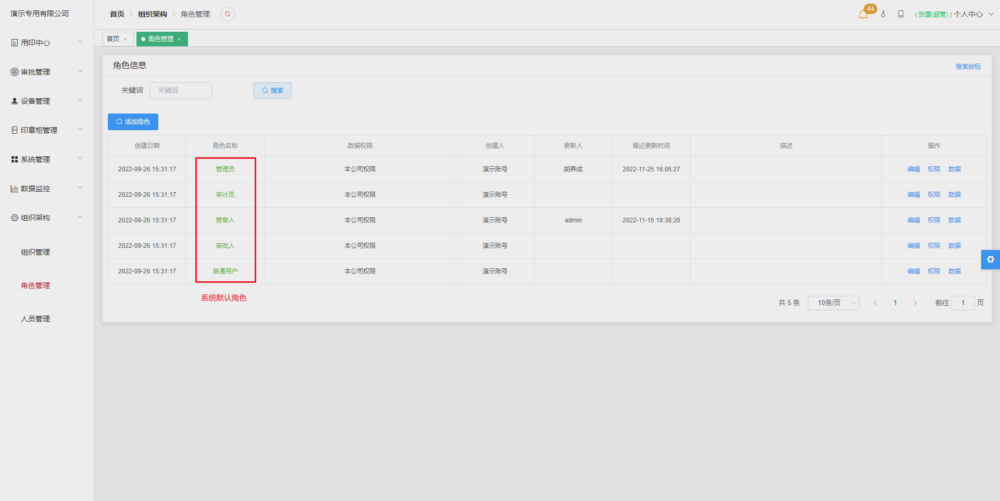 演示专用有限公司
用印中心
审批管理
设备管理
印章柜管理
系统管理
数据监控
组织架构
组织管理
角色管理
人员管理
首页 组织架构 角色管理
44 (张雷(超管)) 个人中心
首页 × 角色管理 ×
角色信息 搜索按钮
关键词 关键词 搜索
添加角色
创建日期 角色名称 数据权限 创建人 更新人 最近更新时间 描述 操作
2022-09-26 15:31:17 管理员 本公司权限 演示账号 胡养成 2022-11-25 16:05:27 编辑 权限 数据
2022-09-26 15:31:17 审计员 本公司权限 演示账号 编辑 权限 数据
2022-09-26 15:31:17 管章人 本公司权限 演示账号 admin 2022-11-15 18:38:20 编辑 权限 数据
2022-09-26 15:31:17 审批人 本公司权限 演示账号 编辑 权限 数据
2022-09-26 15:31:17 普通用户 本公司权限 演示账号 编辑 权限 数据
系统默认角色
共 5 条 10条/页 1 前往 1 页